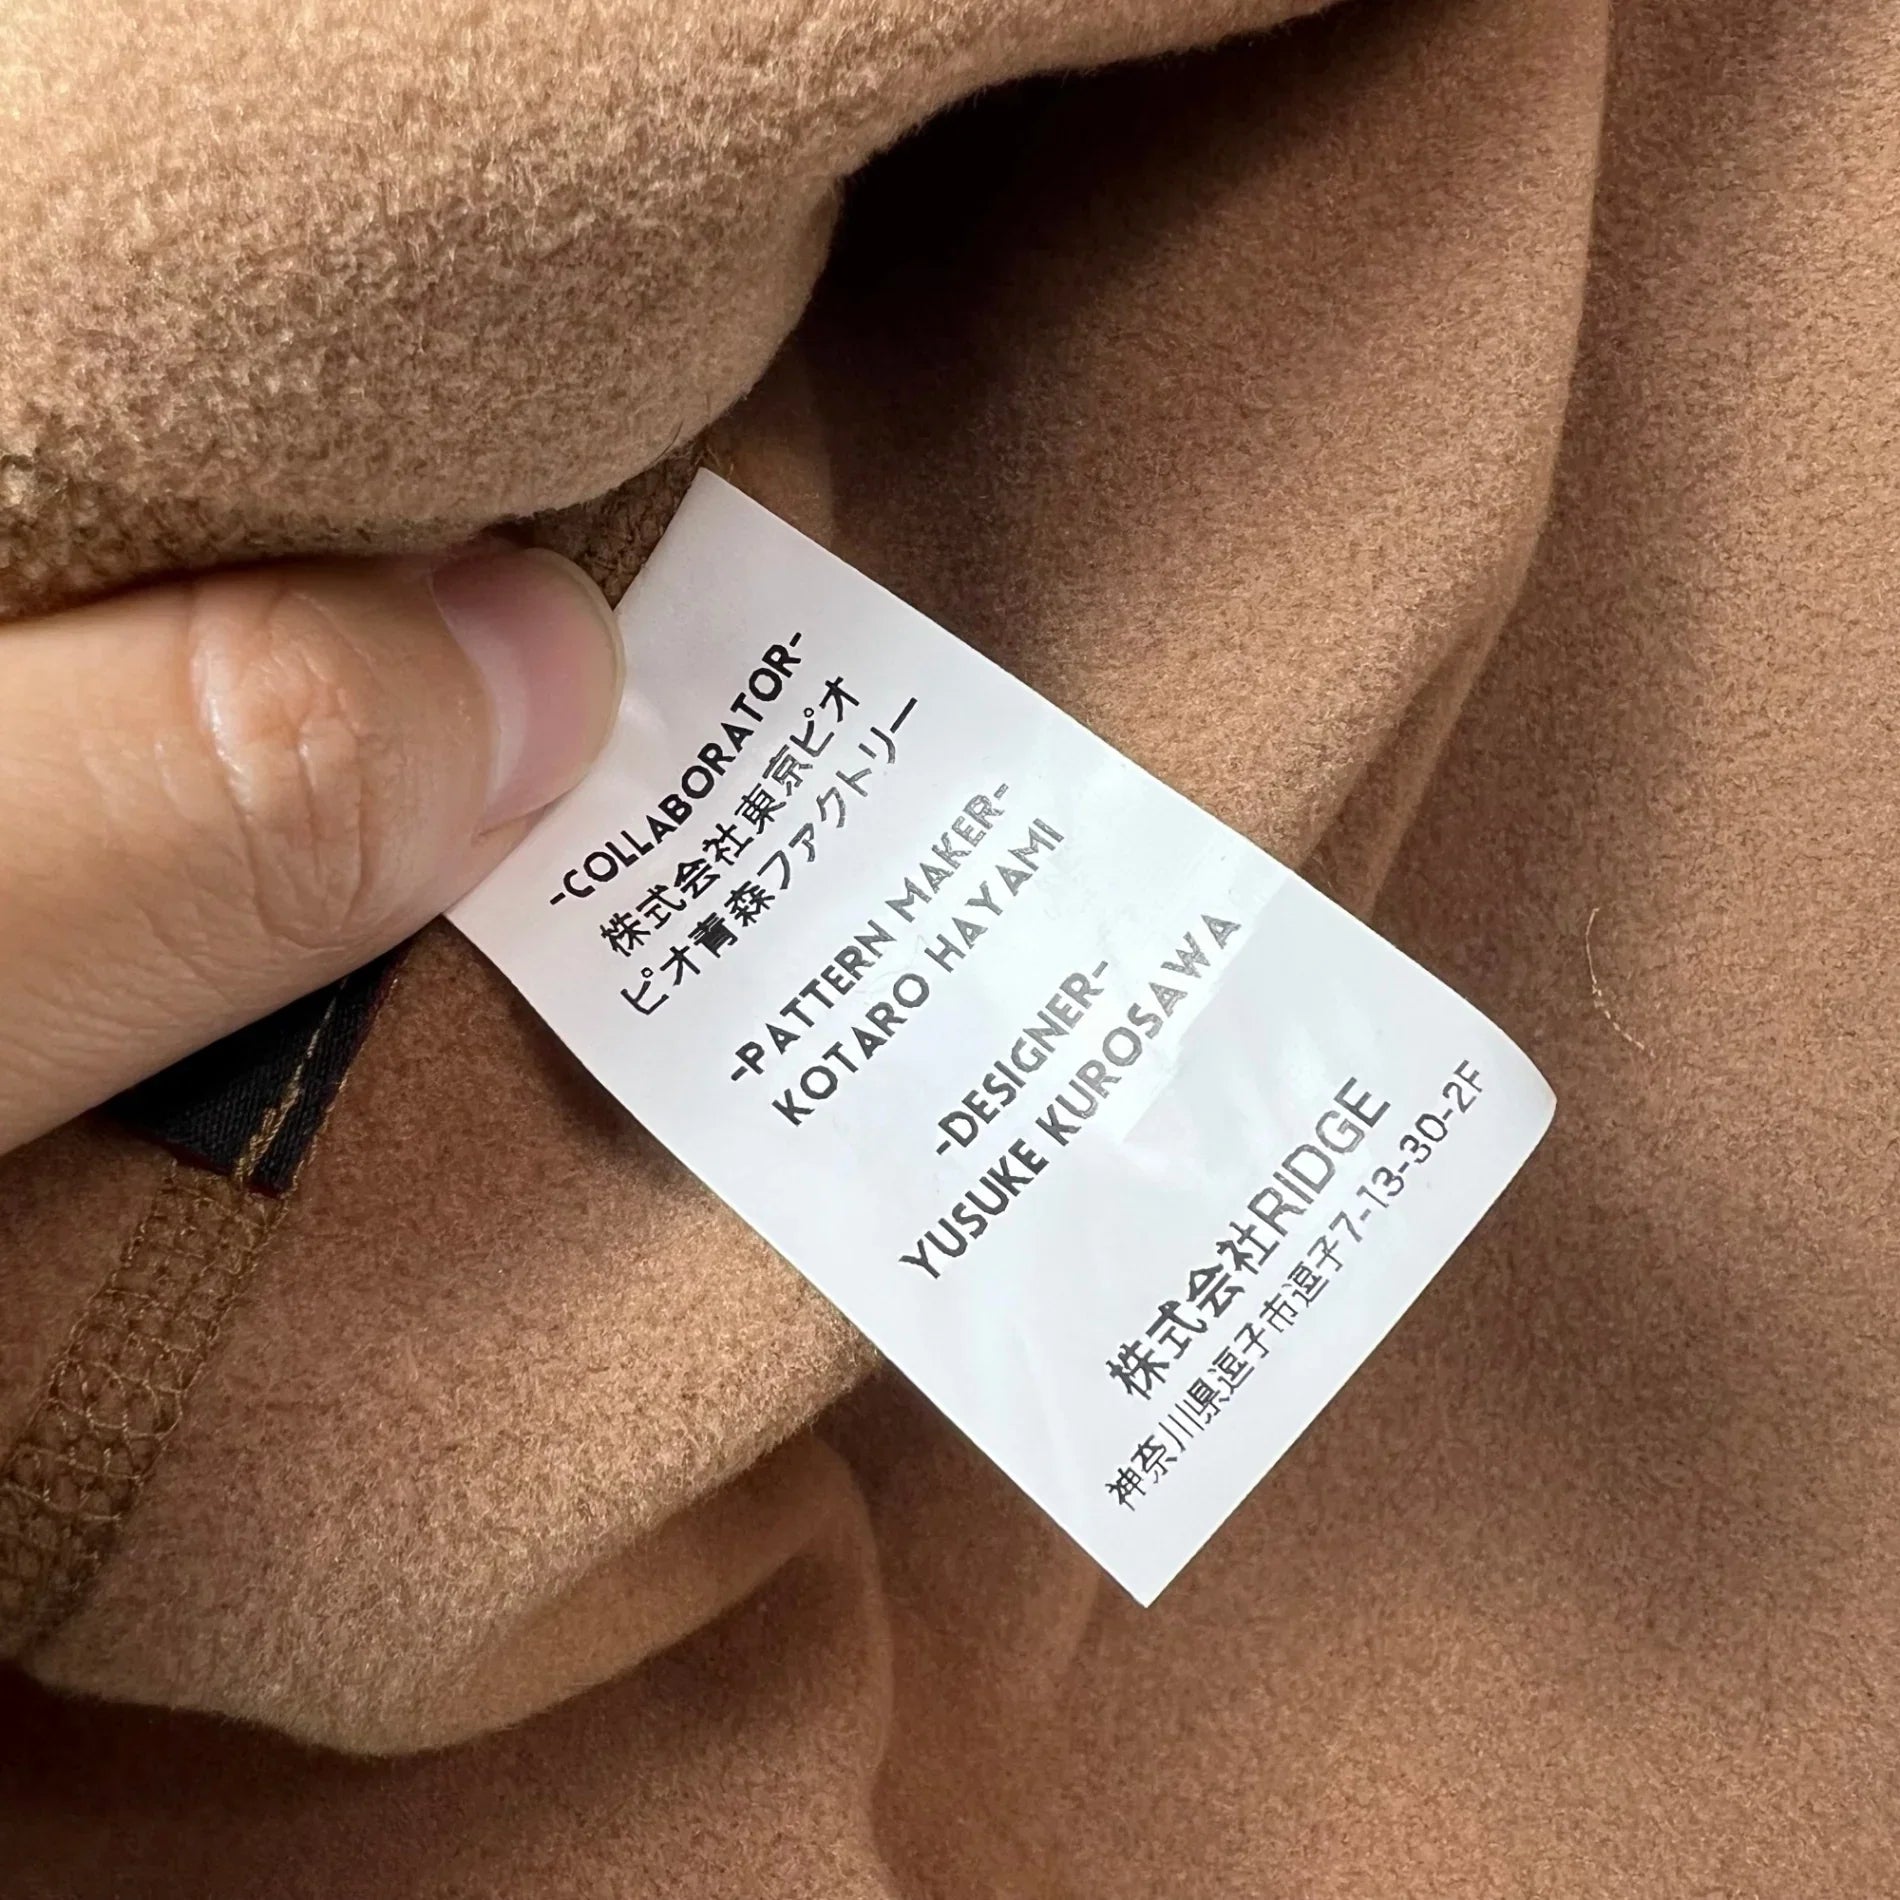 -COLLABORATOR-
株式会社東京ピオ
ピオ青森ファクトリー
-PATTERN MAKER-
KOTARO HAYAMI
-DESIGNER-
YUSUKE KUROSAWA
株式会社RIDGE
神奈川県逗子市逗子7-13-30-2F